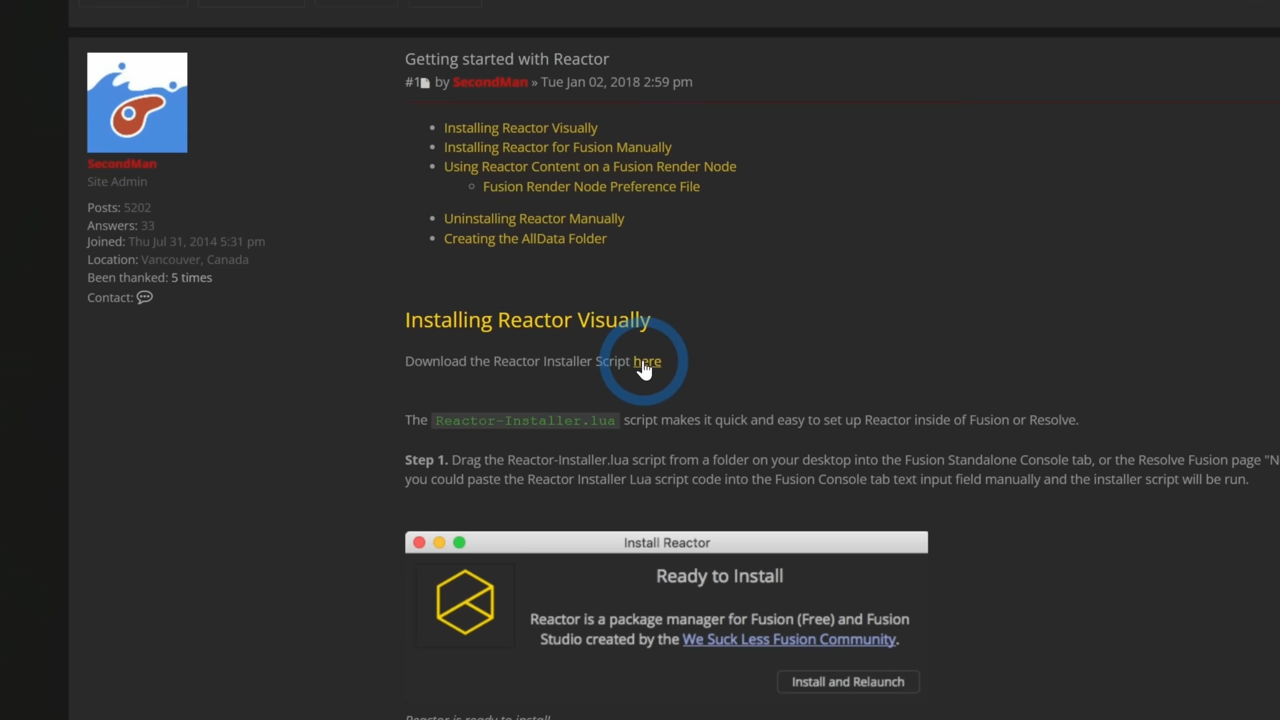 Getting started with Reactor
#1 by SecondMan » Tue Jan 02, 2018 2:59 pm
SecondMan
Site Admin
Posts: 5202
Answers: 33
Joined: Thu Jul 31, 2014 5:31 pm
Location: Vancouver, Canada
Been thanked: 5 times
Contact:
Installing Reactor Visually
Installing Reactor for Fusion Manually
Using Reactor Content on a Fusion Render Node
Fusion Render Node Preference File
Uninstalling Reactor Manually
Creating the AllData Folder
Installing Reactor Visually
Download the Reactor Installer Script here
The Reactor-Installer.lua script makes it quick and easy to set up Reactor inside of Fusion or Resolve.
Step 1. Drag the Reactor-Installer.lua script from a folder on your desktop into the Fusion Standalone Console tab, or the Resolve Fusion page "N
you could paste the Reactor Installer Lua script code into the Fusion Console tab text input field manually and the installer script will be run.
Install Reactor
Ready to Install
Reactor is a package manager for Fusion (Free) and Fusion
Studio created by the We Suck Less Fusion Community.
Install and Relaunch
Reactor is ready to install